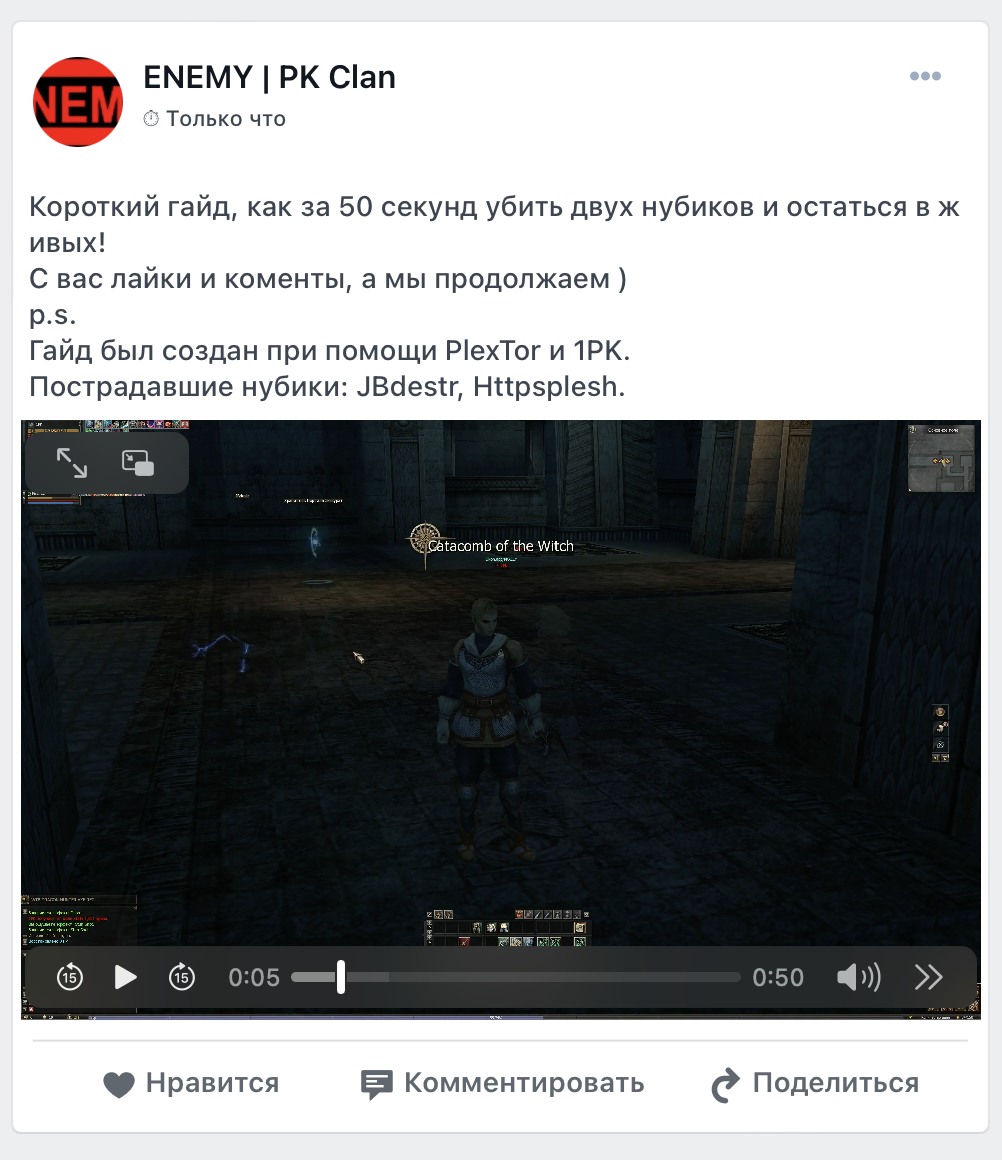 ENEMY | PK Clan
NEM
Только что
Короткий гайд, как за 50 секунд убить двух нубиков и остаться в ж
ивых!
С вас лайки и коменты, а мы продолжаем )
p.s.
Гайд был создан при помощи PlexTor и 1PK.
Пострадавшие нубики: JBdestr, Httpsplesh.
Catacomb of the Witch
15
15
0:05
0:50
Нравится
Комментировать
Поделиться